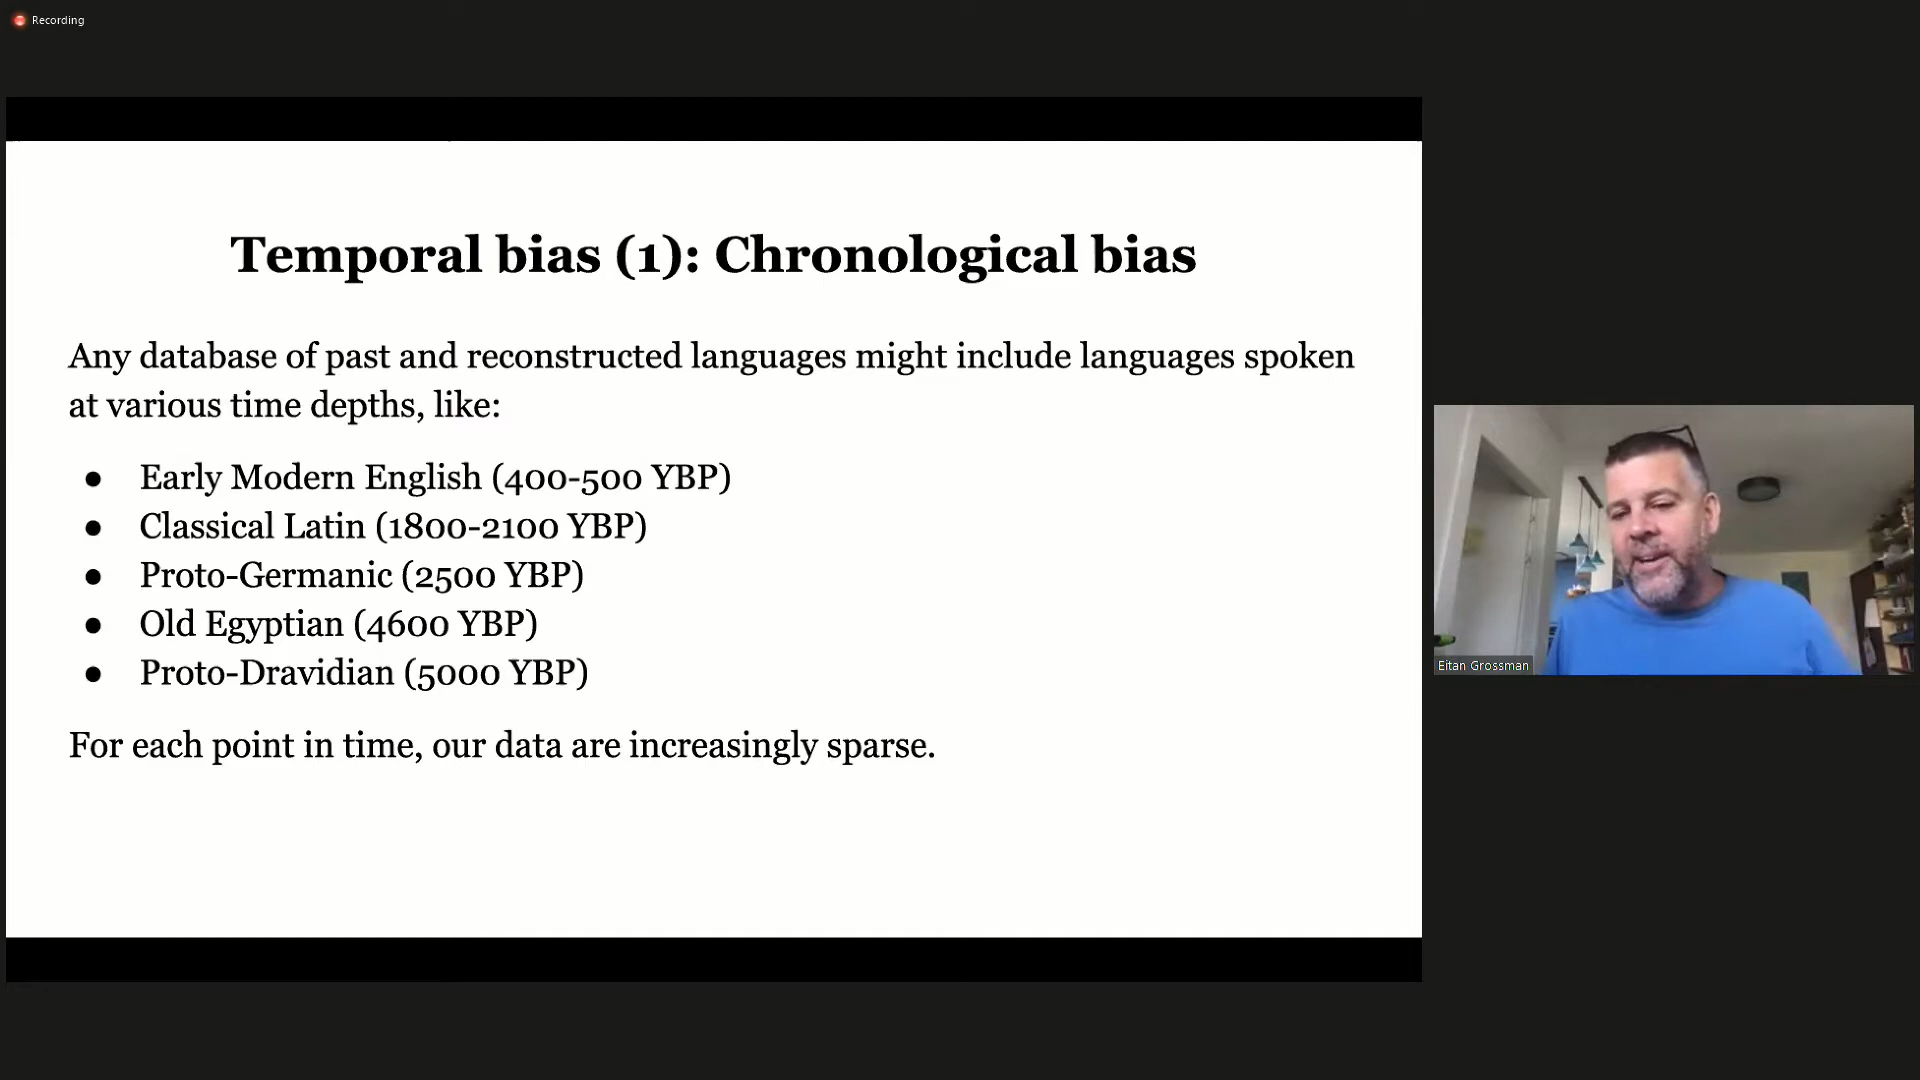 Recording
Temporal bias (1): Chronological bias
Any database of past and reconstructed languages might include languages spoken
at various time depths, like:
● Early Modern English (400-500 YBP)
● Classical Latin (1800-2100 YBP)
● Proto-Germanic (2500 YBP)
● Old Egyptian (4600 YBP)
● Proto-Dravidian (5000 YBP)
For each point in time, our data are increasingly sparse.
Eitan Grossman